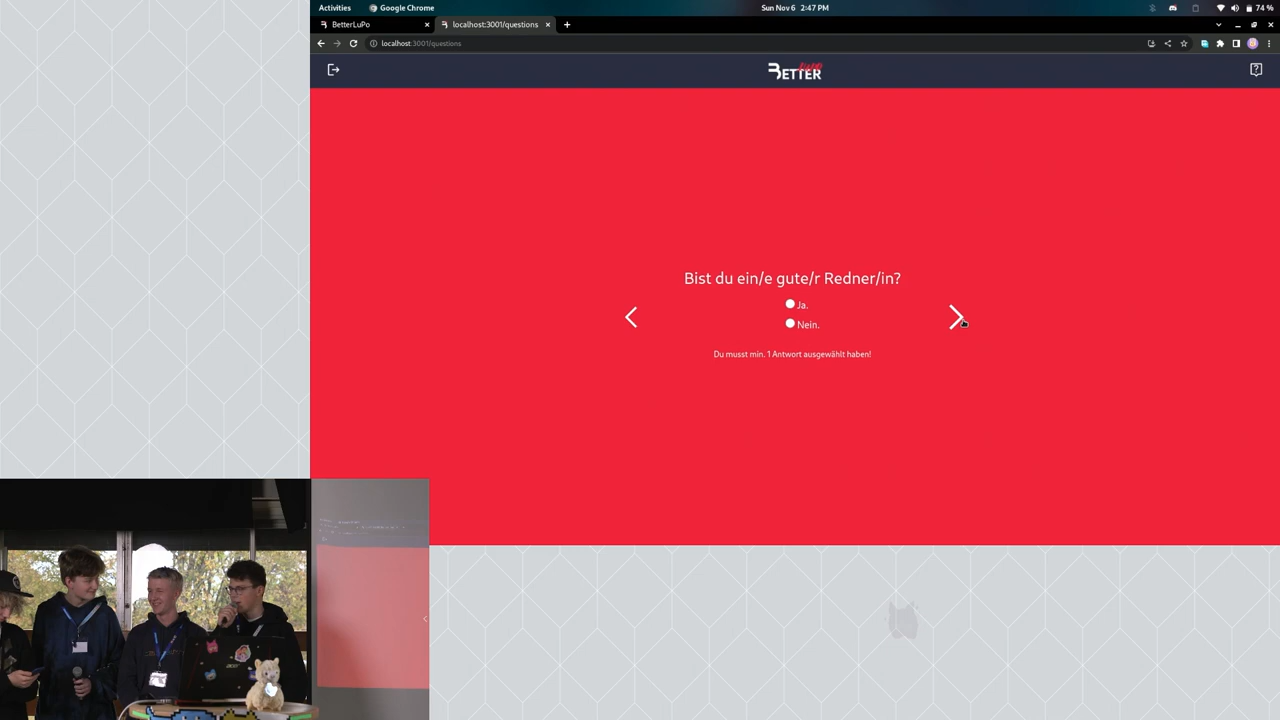 Activities
Google Chrome
Sun Nov 6 2:47 PM
74 %
BetterLuPo
localhost:3001/questions
localhost:3001/questions
BETTER
Bist du ein/e gute/r Redner/in?
Ja.
Nein.
Du musst min. 1 Antwort ausgewählt haben!